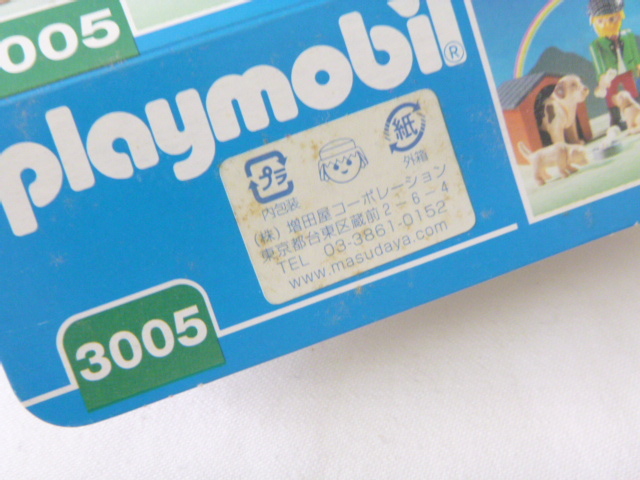 005
playmobil®
プラ 紙
内包装 外箱
(株) 増田屋コーポレーション
東京都台東区蔵前2-6-4
TEL 03-3861-0152
www.masudaya.com
3005